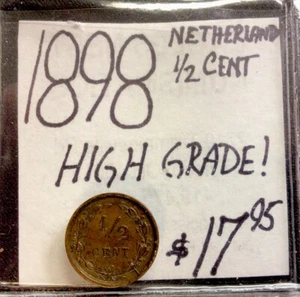 1898
NETHERLAND
1/2 CENT
HIGH GRADE!
1/2
CENT
$17.95